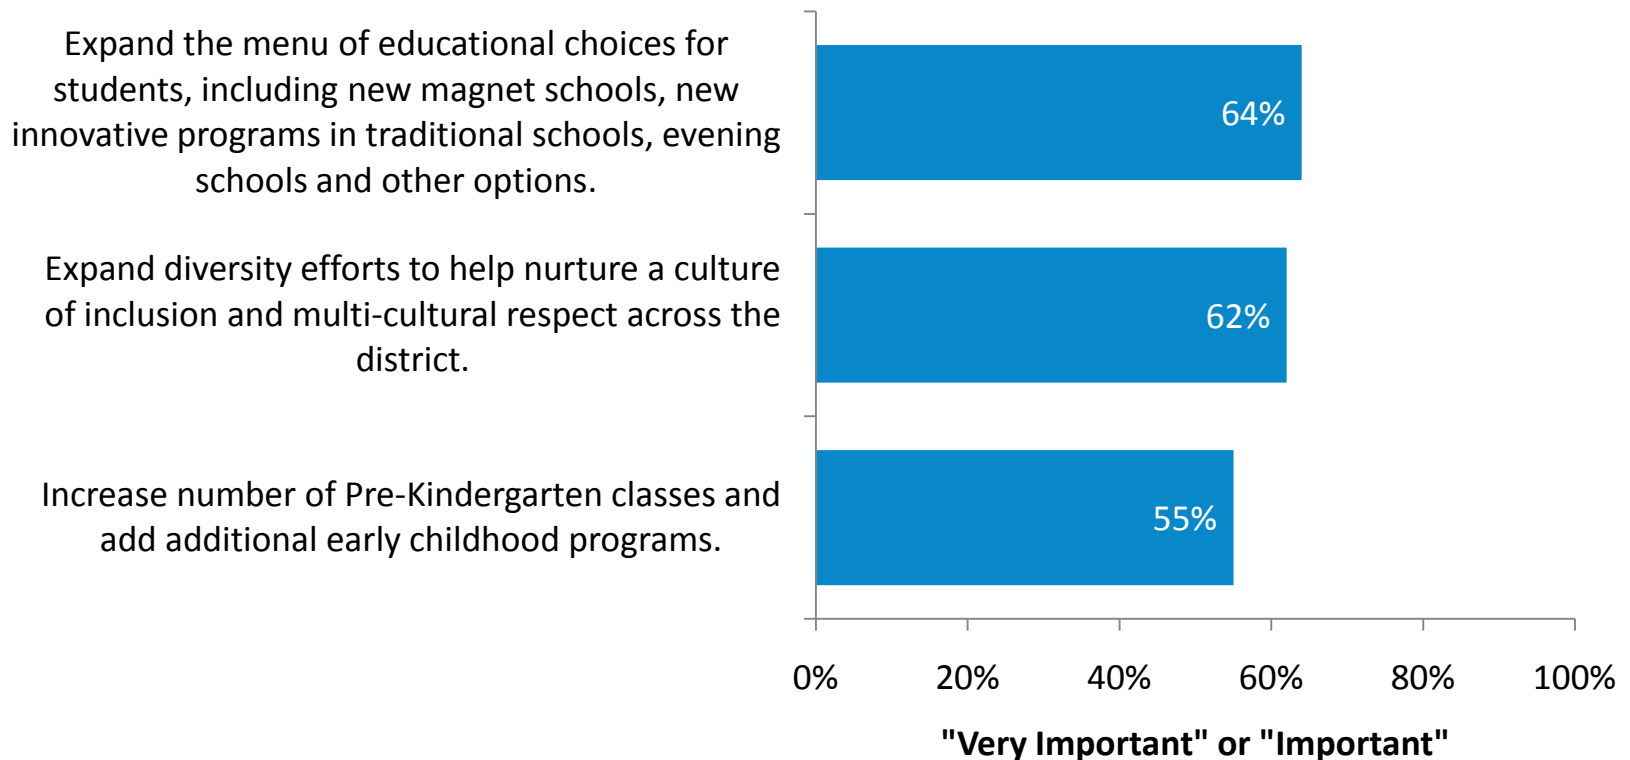 Expand the menu of educational choices for
students, including new magnet schools, new
innovative programs in traditional schools, evening
schools and other options.
64%
Expand diversity efforts to help nurture a culture
of inclusion and multi-cultural respect across the
district.
62%
Increase number of Pre-Kindergarten classes and
add additional early childhood programs.
55%
0% 20% 40% 60% 80% 100%
"Very Important" or "Important"